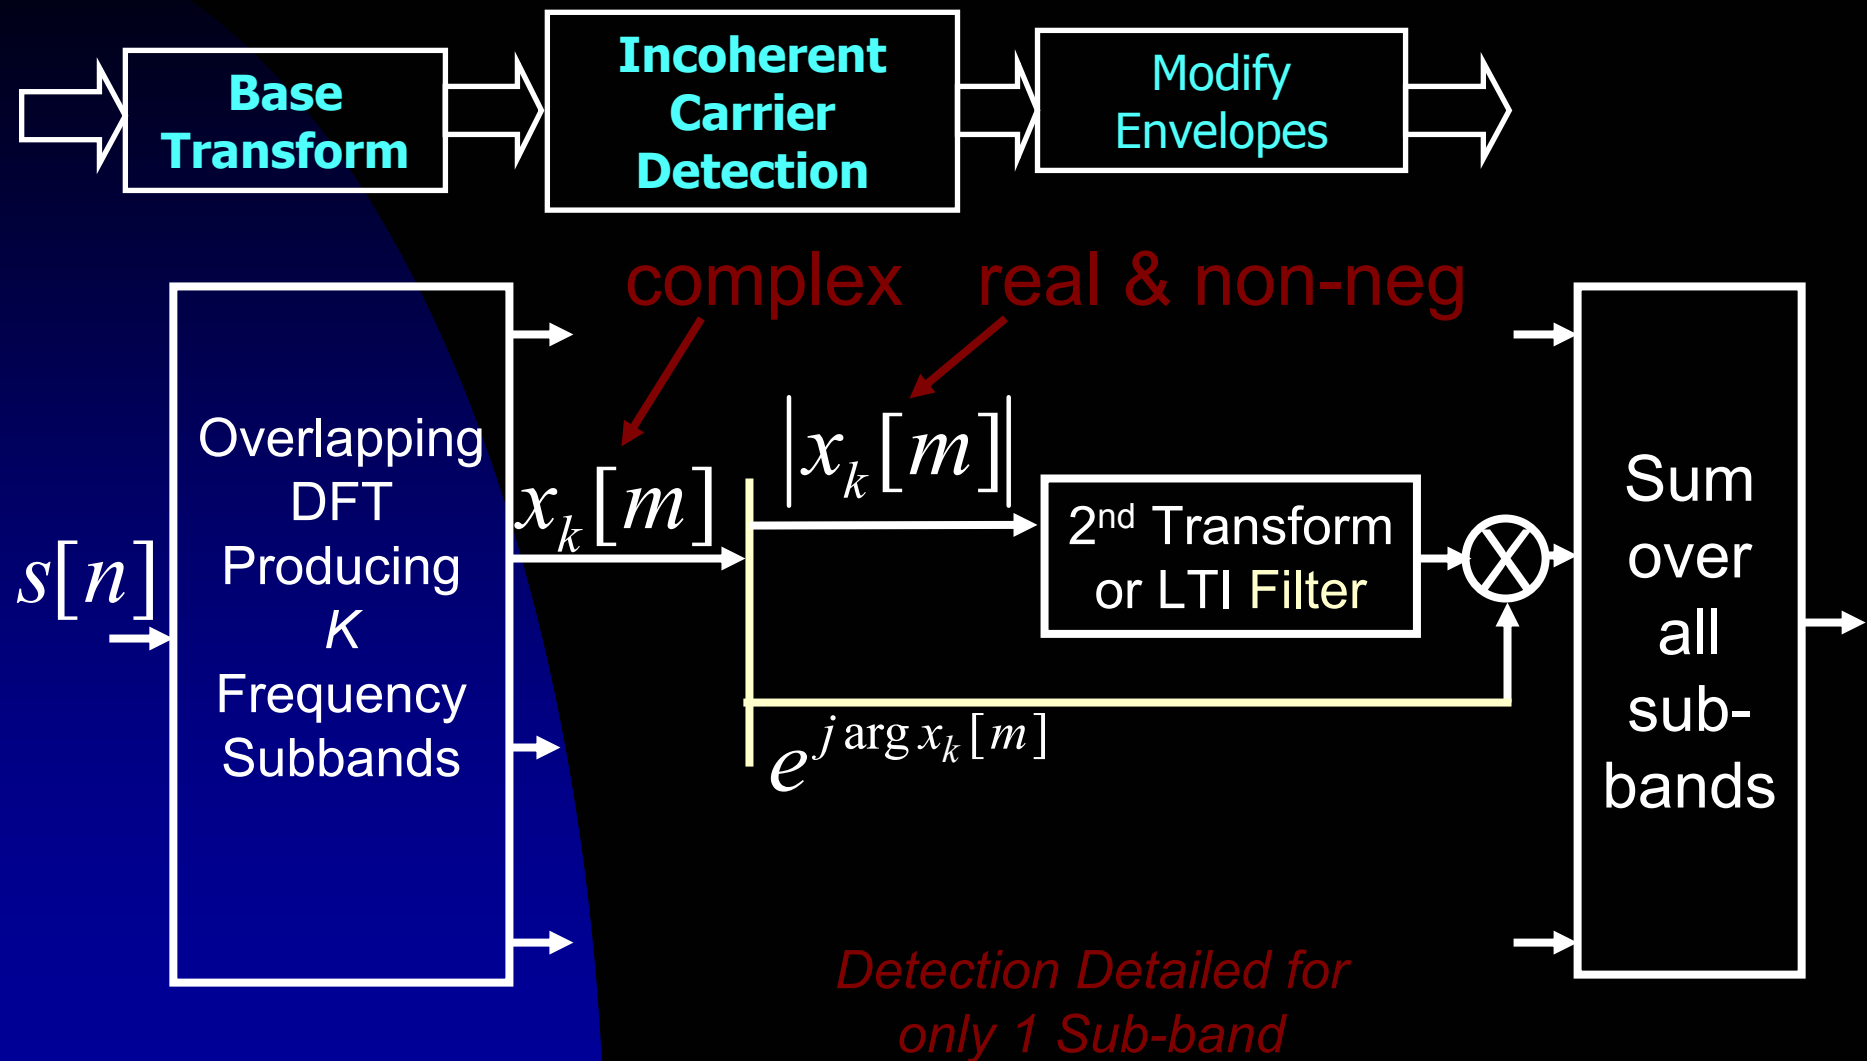 Base
Transform
Incoherent
Carrier
Detection
Modify
Envelopes
complex
real & non-neg
s[n]
Overlapping
DFT
Producing
K
Frequency
Subbands
x_k[m]
|x_k[m]|
2nd Transform
or LTI Filter
X
e^{j arg x_k[m]}
Sum
over
all
sub-
bands
Detection Detailed for
only 1 Sub-band